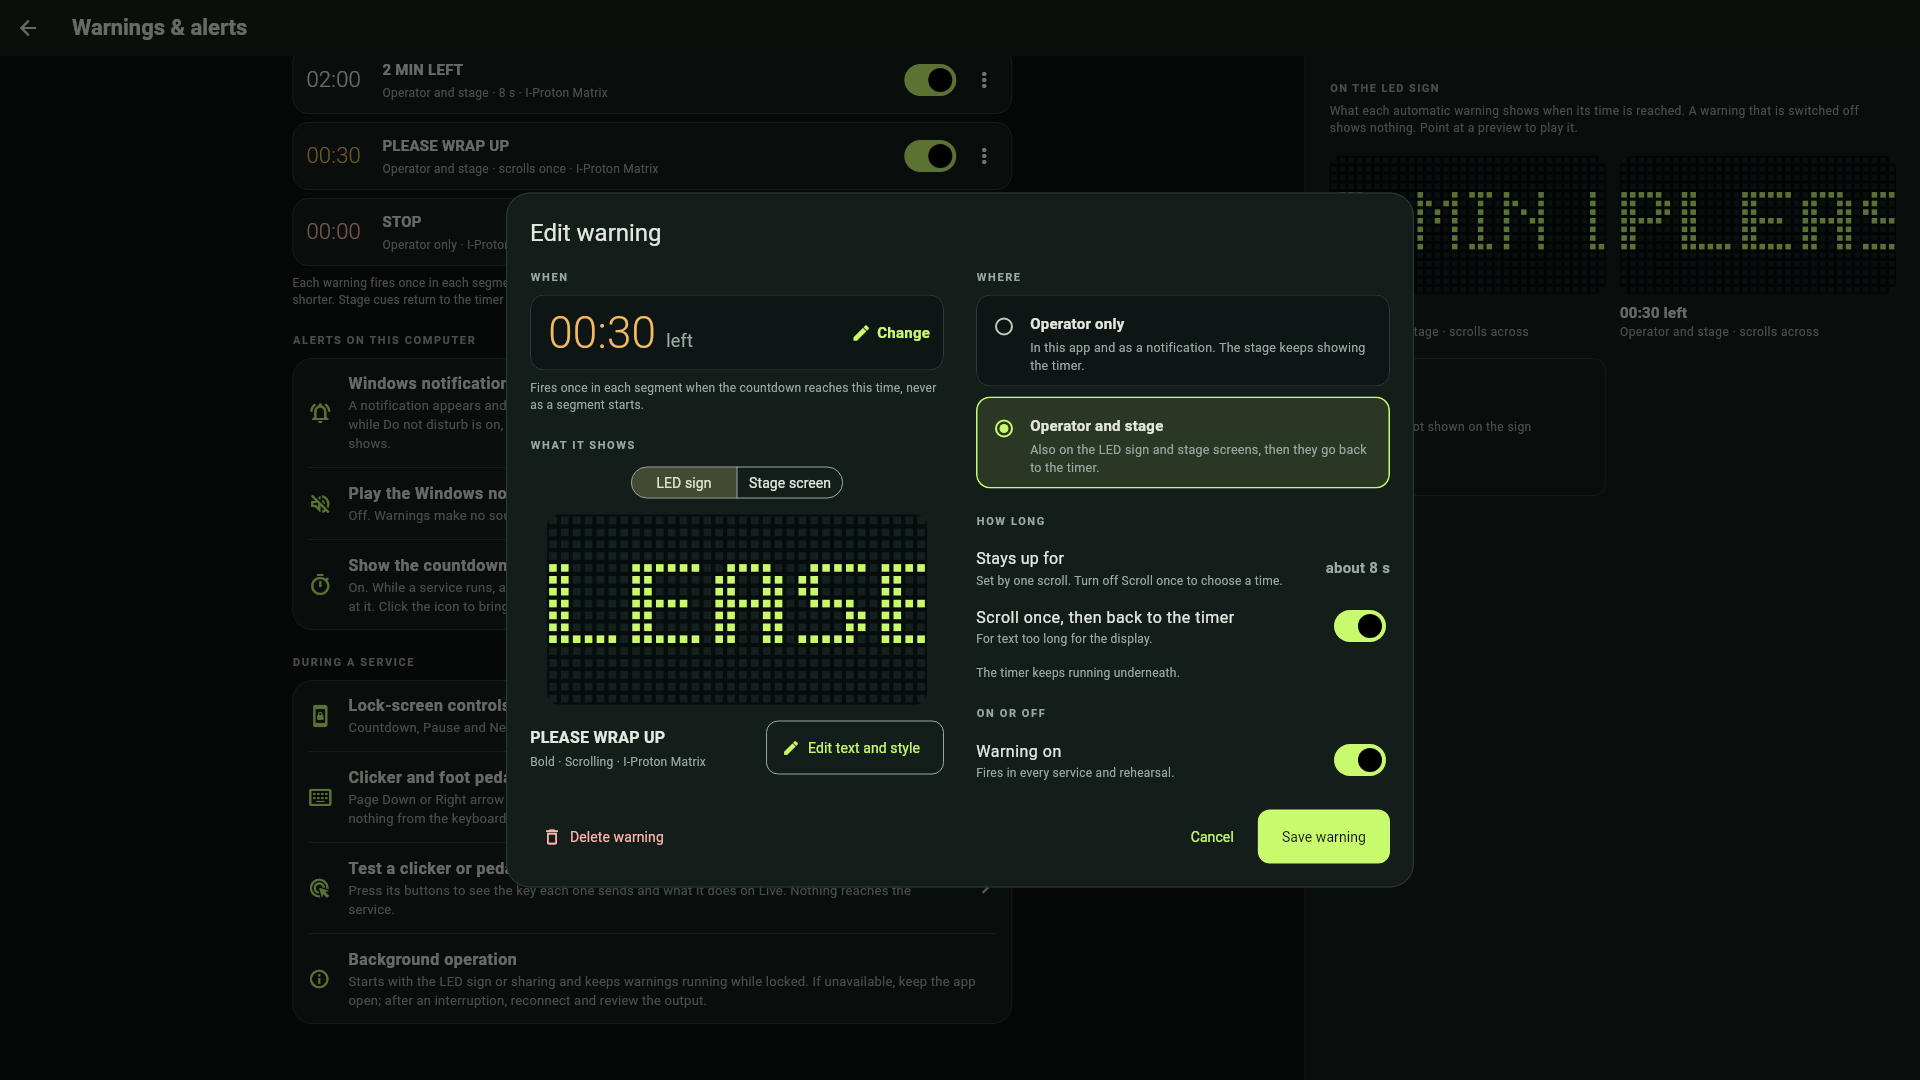 Warnings & alerts
02:00
2 MIN LEFT
Operator and stage · 8 s · I-Proton Matrix
00:30
PLEASE WRAP UP
Operator and stage · scrolls once · I-Proton Matrix
00:00
STOP
Operator only · I-Proton
Each warning fires once in each
shorter. Stage cues return to the timer
ALERTS ON THIS COMPUTER
Windows
A notification appears and
while Do not disturb is on,
shows.
Play the Windows
Off. Warnings make no
Show the countdown
On. While a service runs,
at it. Click the icon to bring
DURING A SERVICE
Lock-screen controls
Countdown, Pause and
Clicker and foot
Page Down or Right arrow
nothing from the keyboard
Test a clicker or
Press its buttons to see the key each one sends and what it does on Live. Nothing reaches the
service.
Background operation
Starts with the LED sign or sharing and keeps warnings running while locked. If unavailable, keep the app
open; after an interruption, reconnect and review the output.
Edit warning
WHEN
00:30 left
Change
Fires once in each segment when the countdown reaches this time, never
as a segment starts.
WHAT IT SHOWS
LED sign
Stage screen
LEASE
PLEASE WRAP UP
Bold · Scrolling · I-Proton Matrix
Edit text and style
Delete warning
WHERE
Operator only
In this app and as a notification. The stage keeps showing
the timer.
Operator and stage
Also on the LED sign and stage screens, then they go back
to the timer.
HOW LONG
Stays up for
Set by one scroll. Turn off Scroll once to choose a time.
about 8 s
Scroll once, then back to the timer
For text too long for the display.
The timer keeps running underneath.
ON OR OFF
Warning on
Fires in every service and rehearsal.
Cancel
Save warning
ON THE LED SIGN
What each automatic warning shows when its time is reached. A warning that is switched off
shows nothing. Point at a preview to play it.
MIN L
PLEAS
· scrolls across
00:30 left
Operator and stage · scrolls across
shown on the sign